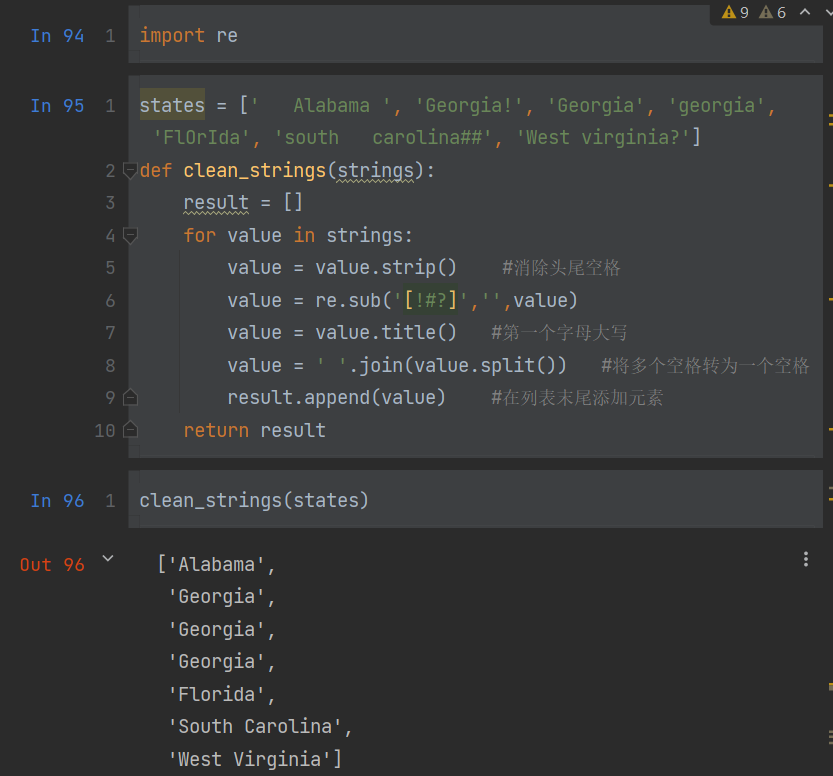 9 6
In 94 1 import re
In 95 1 states = ['   Alabama ', 'Georgia!', 'Georgia', 'georgia',
'FlOrIda', 'south   carolina##', 'West virginia?']
2 def clean_strings(strings):
3 result = []
4 for value in strings:
5 value = value.strip()    #消除头尾空格
6 value = re.sub('[!#?]','',value)
7 value = value.title()   #第一个字母大写
8 value = ' '.join(value.split())   #将多个空格转为一个空格
9 result.append(value)    #在列表末尾添加元素
10 return result
In 96 1 clean_strings(states)
Out 96 ['Alabama',
'Georgia',
'Georgia',
'Georgia',
'Florida',
'South Carolina',
'West Virginia']